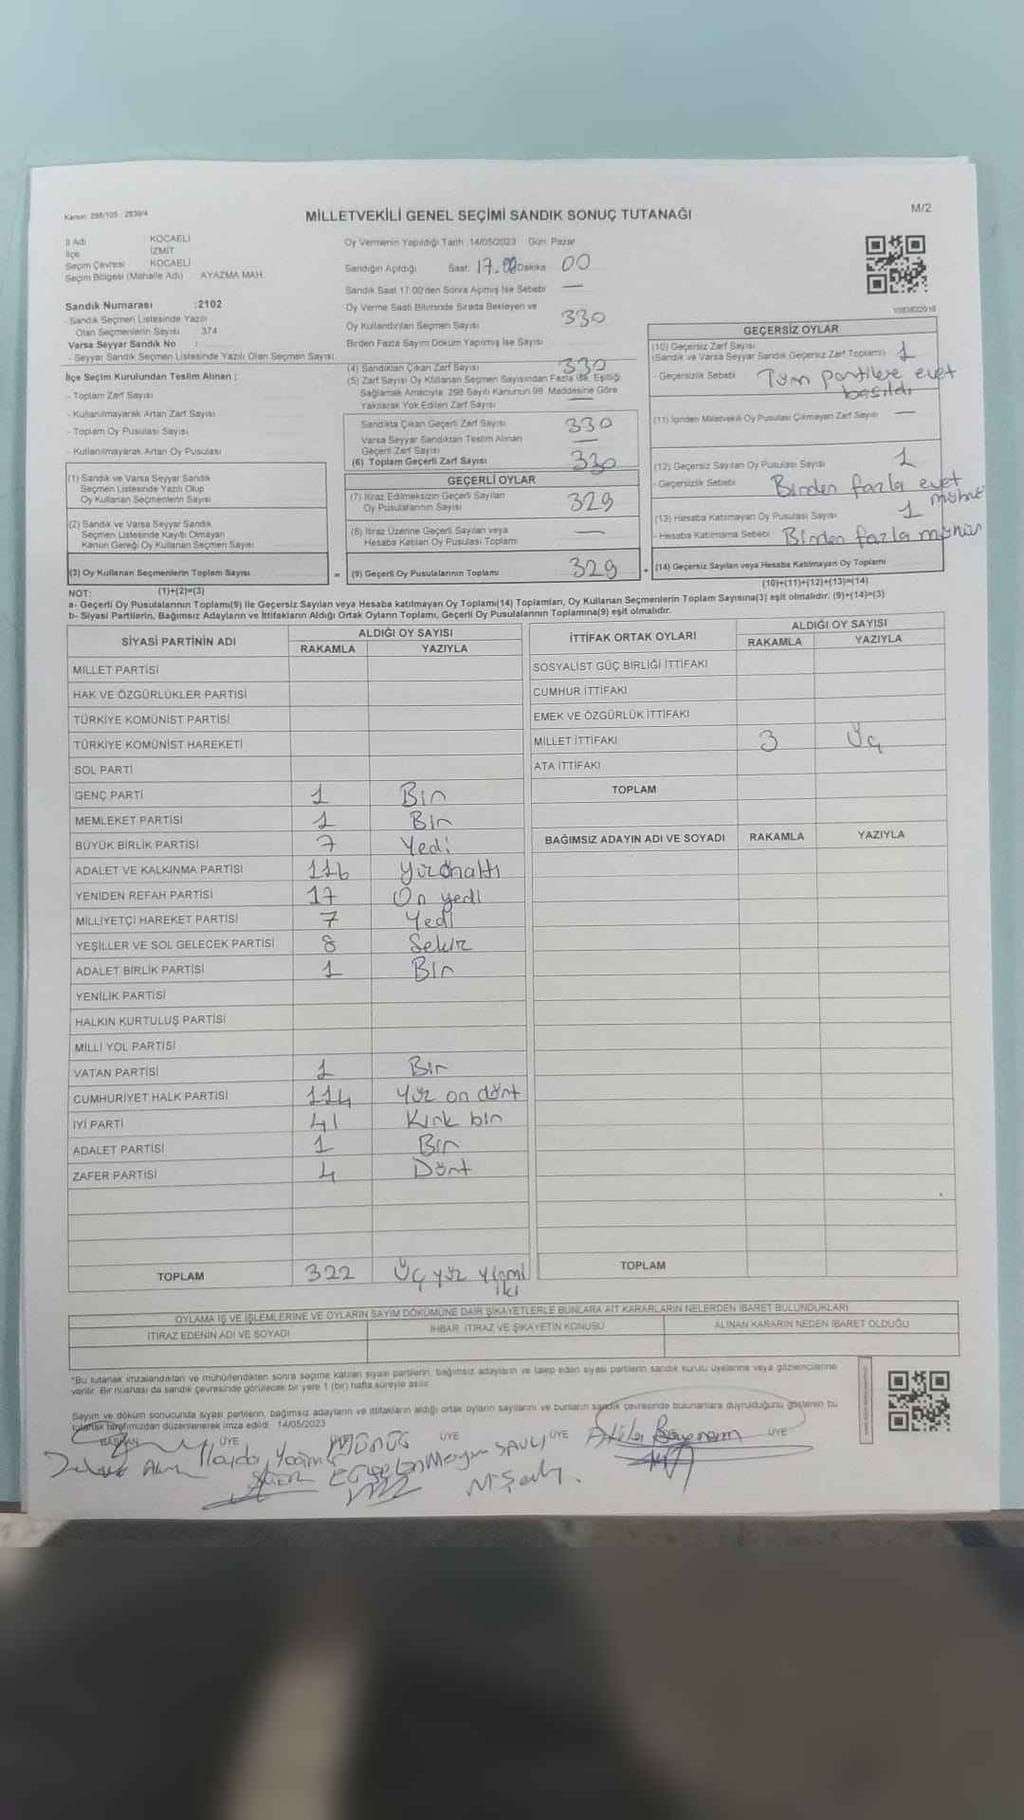 Kanun: 298/105 - 2839/4
MİLLETVEKİLİ GENEL SEÇİMİ SANDIK SONUÇ TUTANAĞI
M/2
İl Adı KOCAELİ
İlçe İZMİT
Seçim Çevresi KOCAELİ
Seçim Bölgesi (Mahalle Adı) AYAZMA MAH.
Sandık Numarası :2102
- Sandık Seçmen Listesinde Yazılı
Olan Seçmenlerin Sayısı 374
Varsa Seyyar Sandık No :
- Seyyar Sandık Seçmen Listesinde Yazılı Olan Seçmen Sayısı
İlçe Seçim Kurulundan Teslim Alınan :
- Toplam Zarf Sayısı
- Kullanılmayarak Artan Zarf Sayısı
- Toplam Oy Pusulası Sayısı
- Kullanılmayarak Artan Oy Pusulası
(1) Sandık ve Varsa Seyyar Sandık
Seçmen Listesinde Yazılı Olup
Oy Kullanan Seçmenlerin Sayısı
(2) Sandık ve Varsa Seyyar Sandık
Seçmen Listesinde Kayıtlı Olmayan
Kanun Gereği Oy Kullanan Seçmen Sayısı
(3) Oy Kullanan Seçmenlerin Toplam Sayısı
Oy Vermenin Yapıldığı Tarih 14/05/2023 Gün Pazar
Sandığın Açıldığı Saat: 17.00 Dakika 00
Sandık Saat 17:00'den Sonra Açılmış İse Sebebi —
Oy Verme Saati Bitiminde Sırada Bekleyen ve
Oy Kullandırılan Seçmen Sayısı 330
Birden Fazla Sayım Döküm Yapılmış İse Sayısı
(4) Sandıktan Çıkan Zarf Sayısı 330
(5) Zarf Sayısı Oy Kullanan Seçmen Sayısından Fazla İse, Eşitliği
Sağlamak Amacıyla 298 Sayılı Kanunun 98. Maddesine Göre
Yakılarak Yok Edilen Zarf Sayısı —
Sandıkta Çıkan Geçerli Zarf Sayısı 330
Varsa Seyyar Sandıktan Teslim Alınan
Geçerli Zarf Sayısı —
(6) Toplam Geçerli Zarf Sayısı 330
GEÇERLİ OYLAR
(7) İtiraz Edilmeksizin Geçerli Sayılan
Oy Pusulalarının Sayısı 329
(8) İtiraz Üzerine Geçerli Sayılan veya
Hesaba Katılan Oy Pusulası Toplamı —
= (9) Geçerli Oy Pusulalarının Toplamı 329 +
GEÇERSİZ OYLAR
(10) Geçersiz Zarf Sayısı
(Sandık ve Varsa Seyyar Sandık Geçersiz Zarf Toplamı) 1
- Geçersizlik Sebebi Tüm partilere evet
basıldı
(11) İçinden Milletvekili Oy Pusulası Çıkmayan Zarf Sayısı —
(12) Geçersiz Sayılan Oy Pusulası Sayısı 1
- Geçersizlik Sebebi Birden fazla evet
(13) Hesaba Katılmayan Oy Pusulası Sayısı 1
- Hesaba Katılmama Sebebi Birden fazla mühür
(14) Geçersiz Sayılan veya Hesaba Katılmayan Oy Toplamı
NOT: (1)+(2)=(3)
(10)+(11)+(12)+(13)=(14)
a- Geçerli Oy Pusulalarının Toplamı(9) ile Geçersiz Sayılan veya Hesaba katılmayan Oy Toplamı(14) Toplamları, Oy Kullanan Seçmenlerin Toplam Sayısına(3) eşit olmalıdır. (9)+(14)=(3)
b- Siyasi Partilerin, Bağımsız Adayların ve İttifakların Aldığı Ortak Oyların Toplamı, Geçerli Oy Pusulalarının Toplamına(9) eşit olmalıdır.
SİYASİ PARTİNİN ADI ALDIĞI OY SAYISI
RAKAMLA YAZIYLA
MİLLET PARTİSİ
HAK VE ÖZGÜRLÜKLER PARTİSİ
TÜRKİYE KOMÜNİST PARTİSİ
TÜRKİYE KOMÜNİST HAREKETİ
SOL PARTİ
GENÇ PARTİ 1 Bir
MEMLEKET PARTİSİ 1 Bir
BÜYÜK BİRLİK PARTİSİ 7 Yedi
ADALET VE KALKINMA PARTİSİ 116 yüzonaltı
YENİDEN REFAH PARTİSİ 17 On yedi
MİLLİYETÇİ HAREKET PARTİSİ 7 Yedi
YEŞİLLER VE SOL GELECEK PARTİSİ 8 Sekiz
ADALET BİRLİK PARTİSİ 1 Bir
YENİLİK PARTİSİ
HALKIN KURTULUŞ PARTİSİ
MİLLİ YOL PARTİSİ
VATAN PARTİSİ 1 Bir
CUMHURİYET HALK PARTİSİ 114 Yüz on dört
İYİ PARTİ 41 Kırk bir
ADALET PARTİSİ 1 Bir
ZAFER PARTİSİ 4 Dört
TOPLAM 322 Üç yüz yirmi
iki
İTTİFAK ORTAK OYLARI ALDIĞI OY SAYISI
RAKAMLA YAZIYLA
SOSYALİST GÜÇ BİRLİĞİ İTTİFAKI
CUMHUR İTTİFAKI
EMEK VE ÖZGÜRLÜK İTTİFAKI
MİLLET İTTİFAKI 3 Üç
ATA İTTİFAKI
TOPLAM
BAĞIMSIZ ADAYIN ADI VE SOYADI RAKAMLA YAZIYLA
TOPLAM
OYLAMA İŞ VE İŞLEMLERİNE VE OYLARIN SAYIM DÖKÜMÜNE DAİR ŞİKAYETLERLE BUNLARA AİT KARARLARIN NELERDEN İBARET BULUNDUKLARI
İTİRAZ EDENİN ADI VE SOYADI İHBAR, İTİRAZ VE ŞİKAYETİN KONUSU ALINAN KARARIN NEDEN İBARET OLDUĞU
"Bu tutanak imzalandıktan ve mühürlendikten sonra seçime katılan siyasi partilerin, bağımsız adayların ve talep eden siyasi partilerin sandık kurulu üyelerine veya gözlemcilerine
verilir. Bir nüshası da sandık çevresinde görülecek bir yere 1 (bir) hafta süreyle asılır.
Sayım ve döküm sonucunda siyasi partilerin, bağımsız adayların ve ittifakların aldığı ortak oyların sayılarını ve bunların sandık çevresinde bulunanlara duyrulduğunu gösteren bu
tutanak tarafımızdan düzenlenerek imza edildi. 14/05/2023
BAŞKAN ÜYE ÜYE ÜYE ÜYE